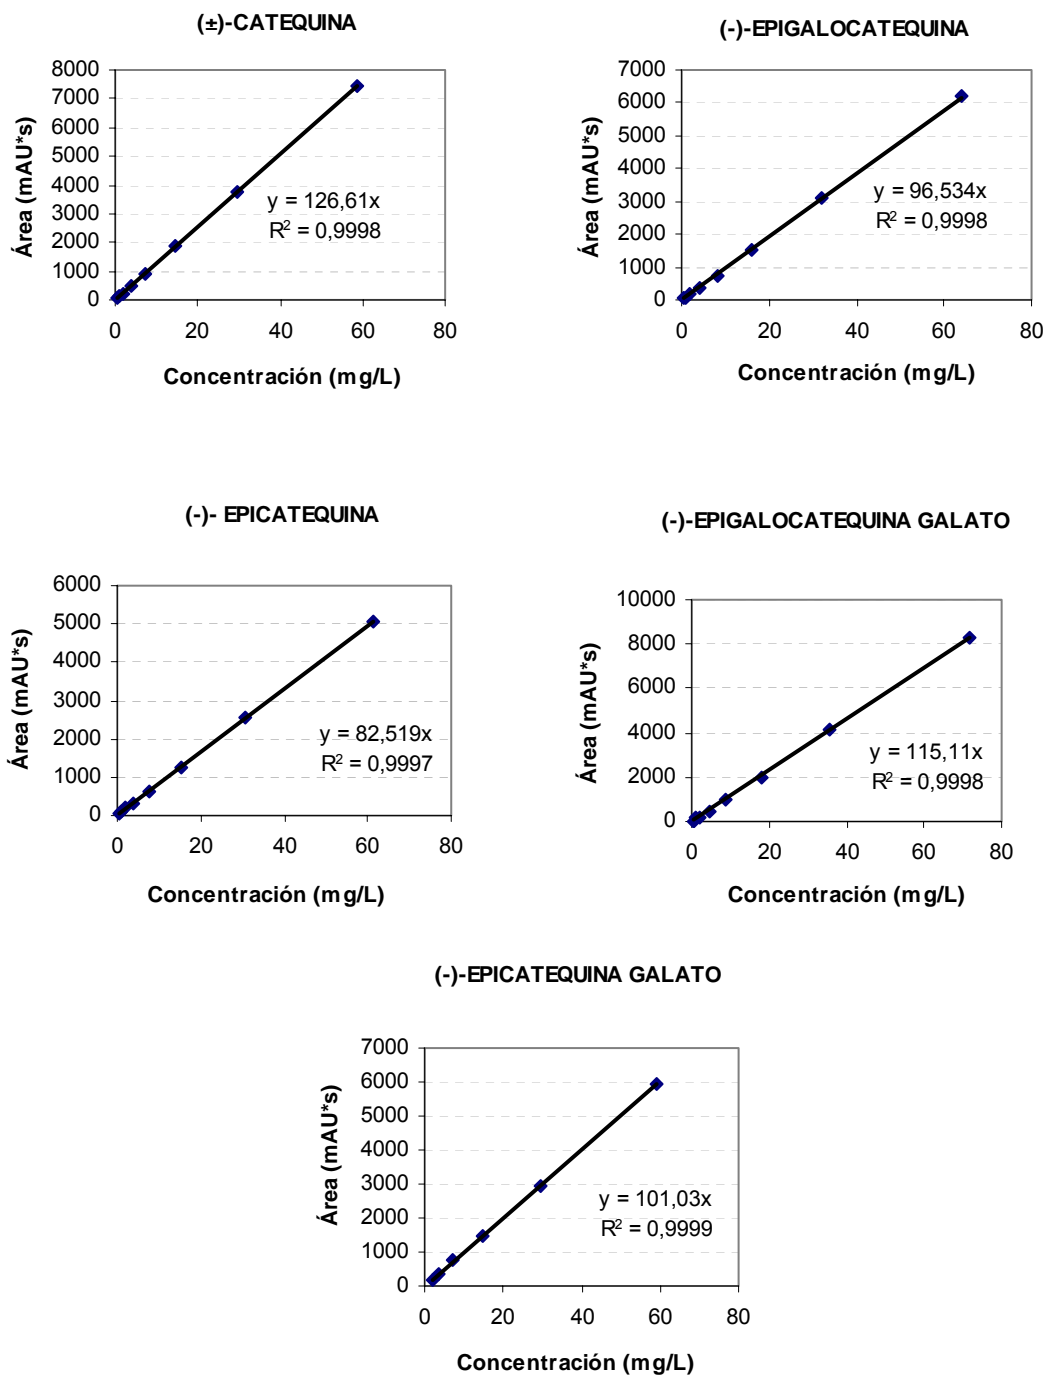 (±)-CATEQUINA
8000
7000
6000
5000
4000
3000
2000
1000
0
Área (mAU*s)
y = 126,61x
R² = 0,9998
0 20 40 60 80
Concentración (mg/L)
(-)-EPIGALOCATEQUINA
7000
6000
5000
4000
3000
2000
1000
0
Área (mAU*s)
y = 96,534x
R² = 0,9998
0 20 40 60 80
Concentración (mg/L)
(-)- EPICATEQUINA
6000
5000
4000
3000
2000
1000
0
Área (mAU*s)
y = 82,519x
R² = 0,9997
0 20 40 60 80
Concentración (mg/L)
(-)-EPIGALOCATEQUINA GALATO
10000
8000
6000
4000
2000
0
Área (mAU*s)
y = 115,11x
R² = 0,9998
0 20 40 60 80
Concentración (mg/L)
(-)-EPICATEQUINA GALATO
7000
6000
5000
4000
3000
2000
1000
0
Área (mAU*s)
y = 101,03x
R² = 0,9999
0 20 40 60 80
Concentración (mg/L)